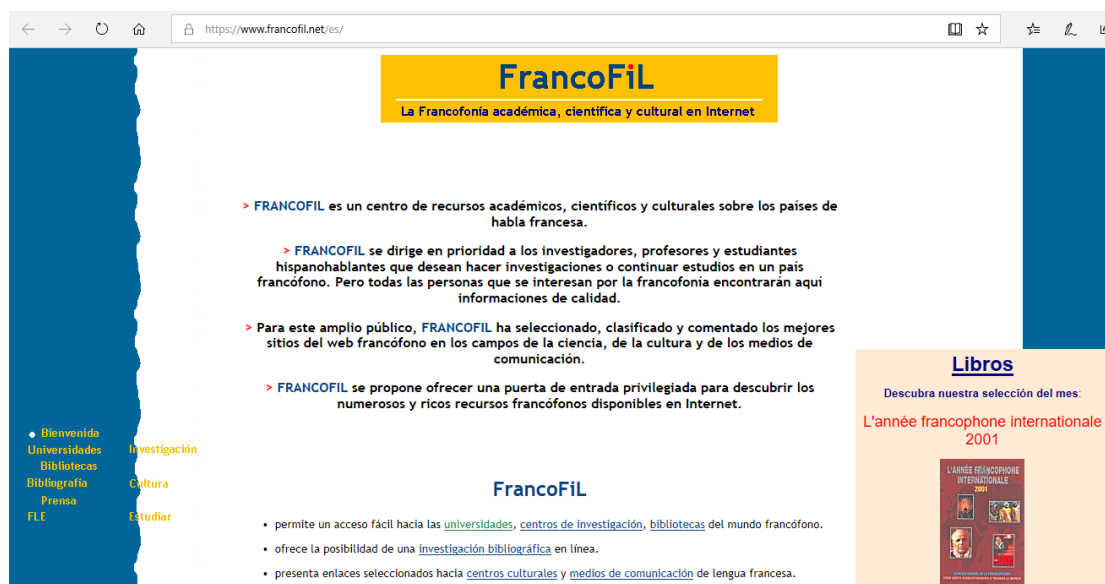 https://www.francofil.net/es/
FrancoFiL
La Francofonía académica, científica y cultural en Internet
> FRANCOFIL es un centro de recursos académicos, científicos y culturales sobre los países de
habla francesa.
> FRANCOFIL se dirige en prioridad a los investigadores, profesores y estudiantes
hispanohablantes que desean hacer investigaciones o continuar estudios en un país
francófono. Pero todas las personas que se interesan por la francofonía encontrarán aquí
informaciones de calidad.
> Para este amplio público, FRANCOFIL ha seleccionado, clasificado y comentado los mejores
sitios del web francófono en los campos de la ciencia, de la cultura y de los medios de
comunicación.
> FRANCOFIL se propone ofrecer una puerta de entrada privilegiada para descubrir los
numerosos y ricos recursos francófonos disponibles en Internet.
Bienvenida
Universidades
Investigación
Bibliotecas
Bibliografía
Cultura
Prensa
FLE
Estudiar
FrancoFiL
• permite un acceso fácil hacia las universidades, centros de investigación, bibliotecas del mundo francófono.
• ofrece la posibilidad de una investigación bibliográfica en línea.
• presenta enlaces seleccionados hacia centros culturales y medios de comunicación de lengua francesa.
Libros
Descubra nuestra selección del mes:
L'année francophone internationale
2001
L'ANNÉE FRANCOPHONE
INTERNATIONALE
2001